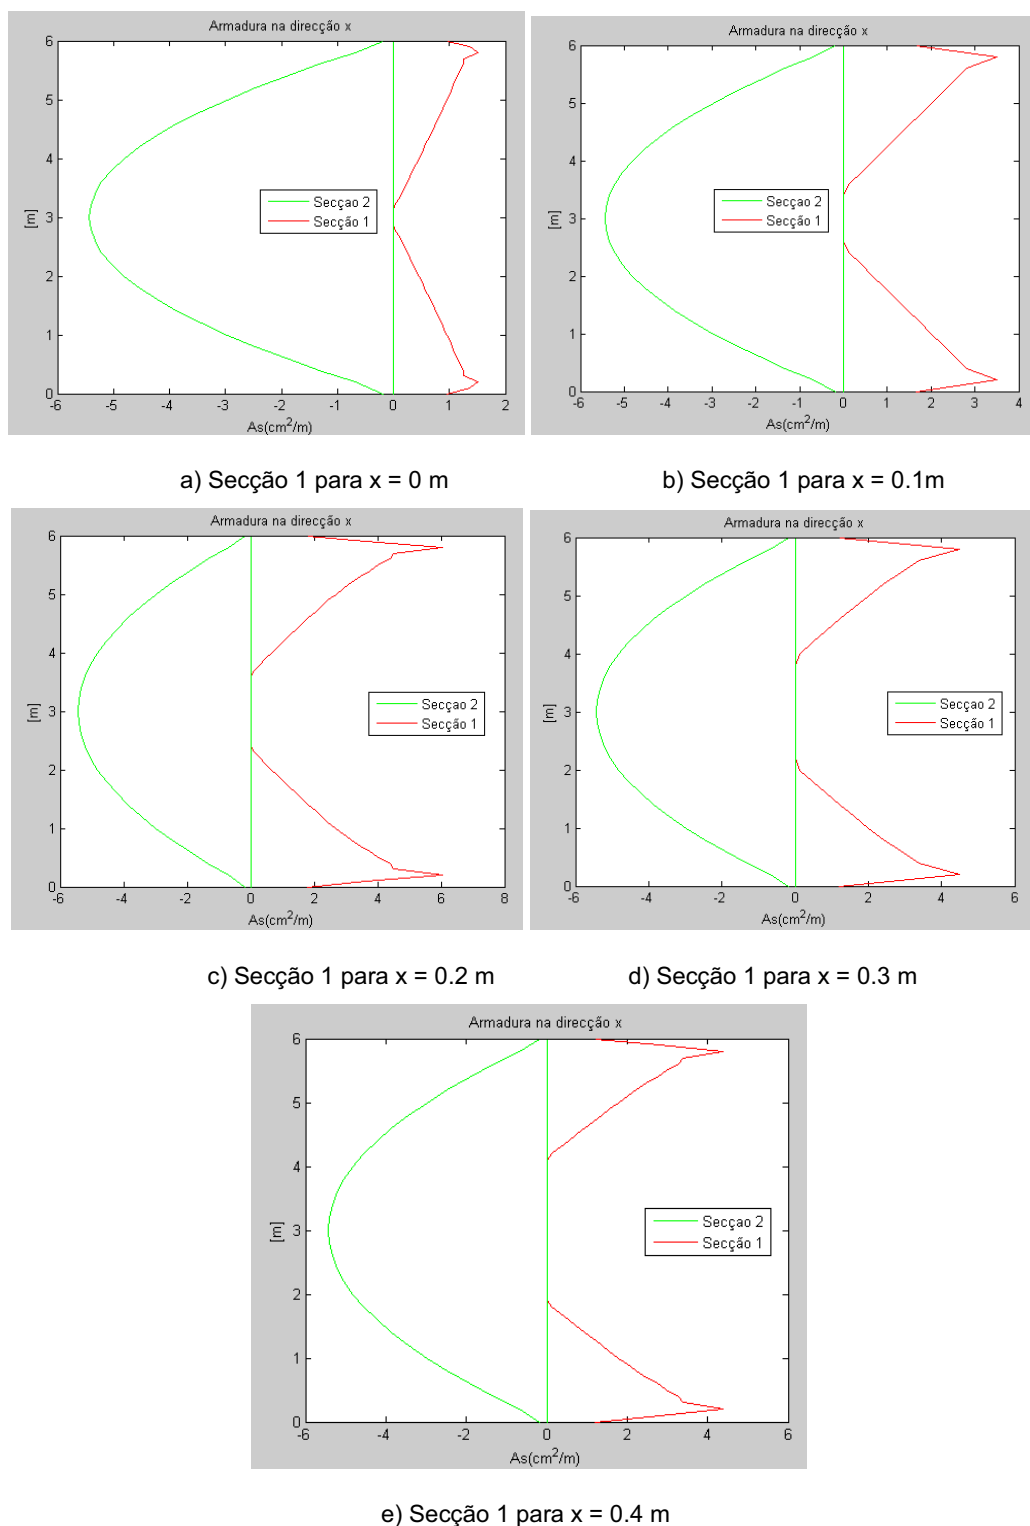 Armadura na direcção x
6
5
4
3
2
1
0
[m]
Secçao 2
Secção 1
-6 -5 -4 -3 -2 -1 0 1 2
As(cm²/m)
a) Secção 1 para x = 0 m
Armadura na direcção x
6
5
4
3
2
1
0
[m]
Secçao 2
Secção 1
-6 -5 -4 -3 -2 -1 0 1 2 3 4
As(cm²/m)
b) Secção 1 para x = 0.1m
Armadura na direcção x
6
5
4
3
2
1
0
[m]
Secçao 2
Secção 1
-6 -4 -2 0 2 4 6 8
As(cm²/m)
c) Secção 1 para x = 0.2 m
Armadura na direcção x
6
5
4
3
2
1
0
[m]
Secçao 2
Secção 1
-6 -4 -2 0 2 4 6
As(cm²/m)
d) Secção 1 para x = 0.3 m
Armadura na direcção x
6
5
4
3
2
1
0
[m]
Secçao 2
Secção 1
-6 -4 -2 0 2 4 6
As(cm²/m)
e) Secção 1 para x = 0.4 m